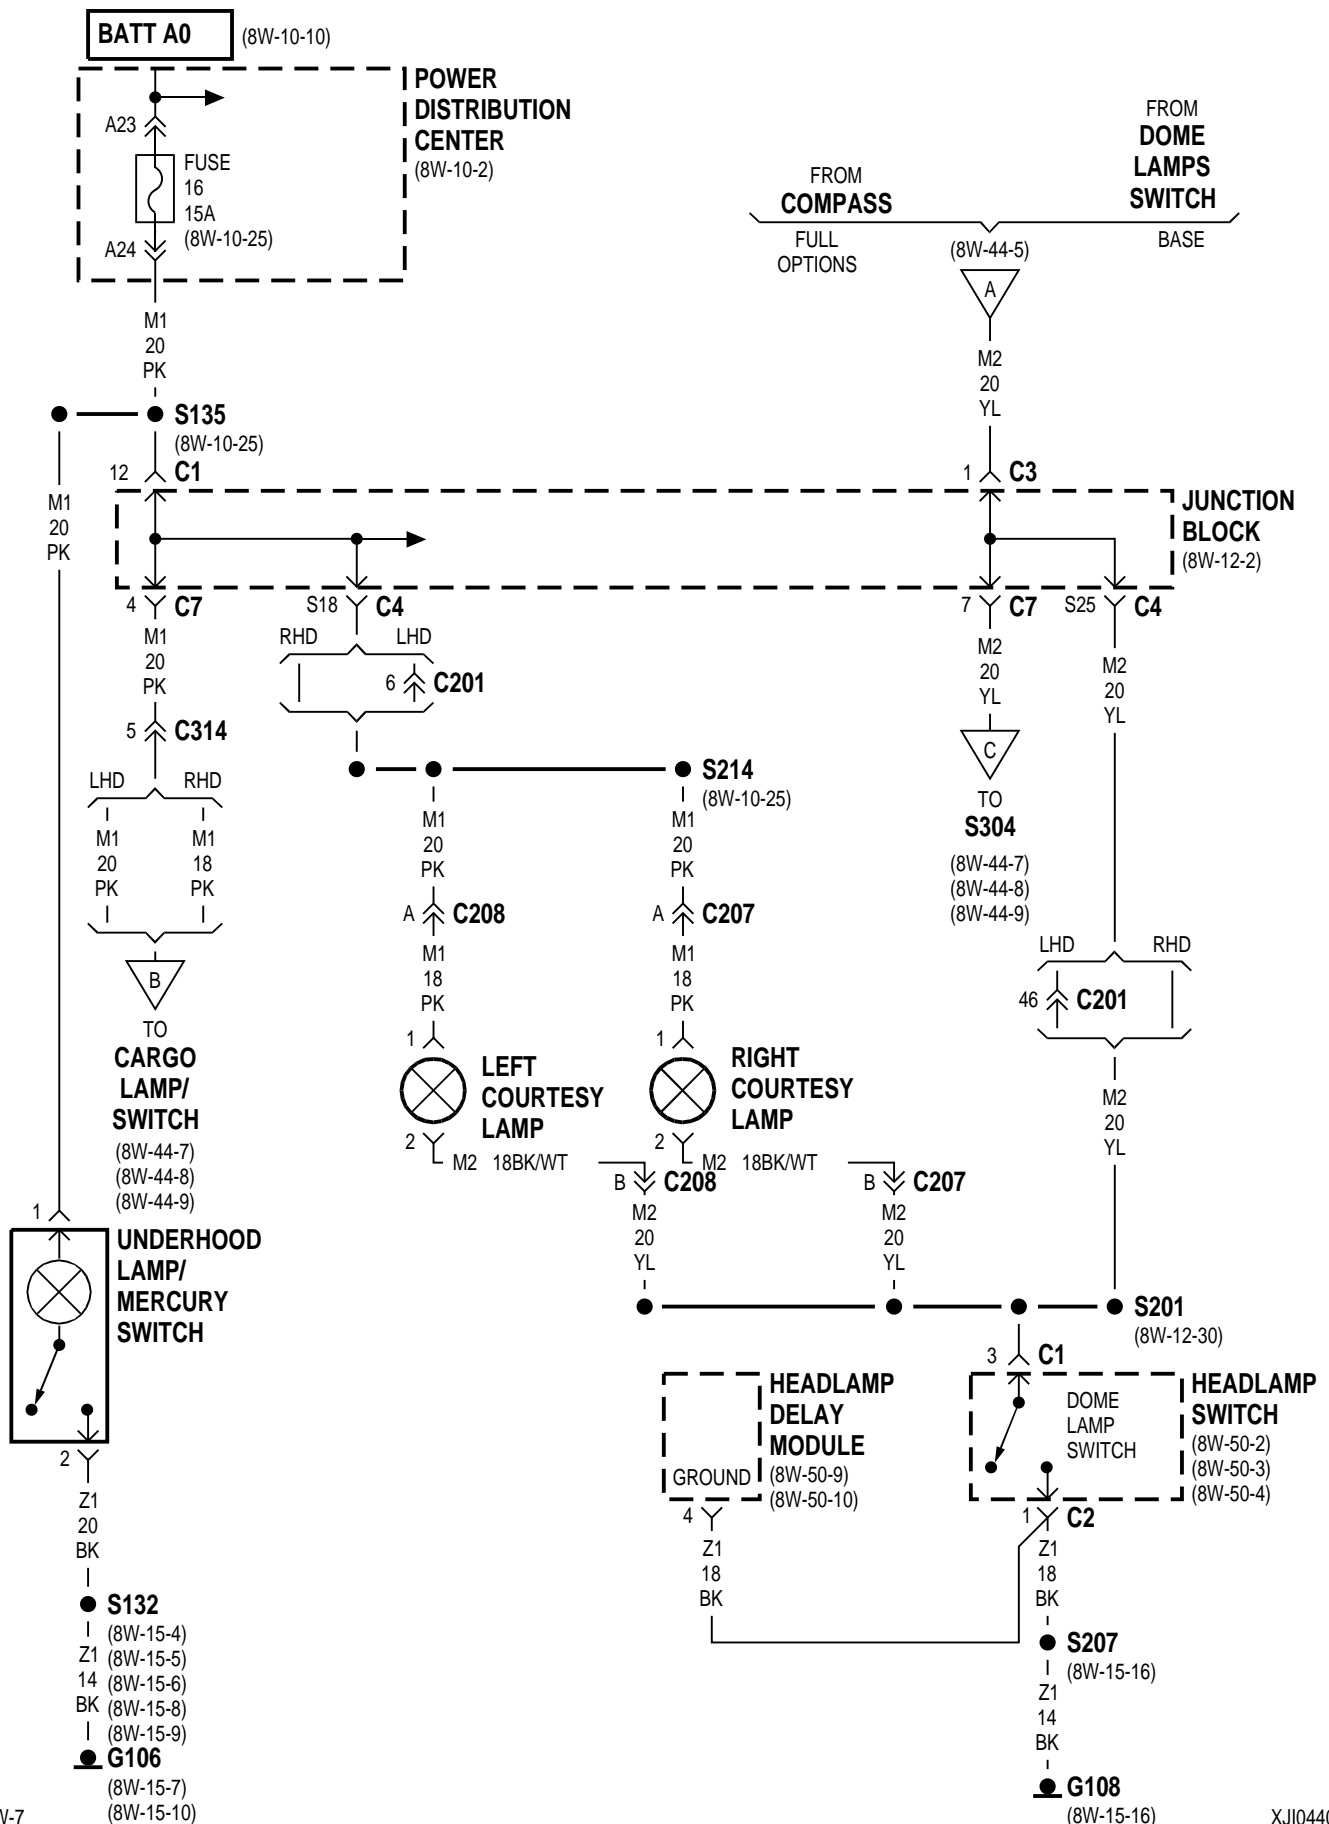 BATT A0
(8W-10-10)
POWER
DISTRIBUTION
CENTER
(8W-10-2)
A23
FUSE
16
15A
(8W-10-25)
A24
FROM
COMPASS
FULL
OPTIONS
FROM
DOME
LAMPS
SWITCH
BASE
(8W-44-5)
A
M1
20
PK
M2
20
YL
S135
(8W-10-25)
12
C1
1
C3
M1
20
PK
JUNCTION
BLOCK
(8W-12-2)
4
C7
S18
C4
7
C7
S25
C4
M1
20
PK
RHD
LHD
6
C201
M2
20
YL
M2
20
YL
5
C314
C
TO
S304
(8W-44-7)
(8W-44-8)
(8W-44-9)
LHD
RHD
M1
20
PK
M1
18
PK
S214
(8W-10-25)
M1
20
PK
M1
20
PK
A
C208
A
C207
M1
18
PK
M1
18
PK
LHD
RHD
46
C201
B
TO
CARGO
LAMP/
SWITCH
(8W-44-7)
(8W-44-8)
(8W-44-9)
1
LEFT
COURTESY
LAMP
2
1
RIGHT
COURTESY
LAMP
2
M2
20
YL
M2 18BK/WT
M2 18BK/WT
B
C208
B
C207
M2
20
YL
M2
20
YL
1
UNDERHOOD
LAMP/
MERCURY
SWITCH
S201
(8W-12-30)
3
C1
HEADLAMP
DELAY
MODULE
(8W-50-9)
(8W-50-10)
GROUND
DOME
LAMP
SWITCH
HEADLAMP
SWITCH
(8W-50-2)
(8W-50-3)
(8W-50-4)
2
4
1
C2
Z1
20
BK
Z1
18
BK
Z1
18
BK
S132
(8W-15-4)
(8W-15-5)
(8W-15-6)
(8W-15-8)
(8W-15-9)
Z1
14
BK
S207
(8W-15-16)
Z1
14
BK
G106
(8W-15-7)
(8W-15-10)
G108
(8W-15-16)
W-7
XJI0440